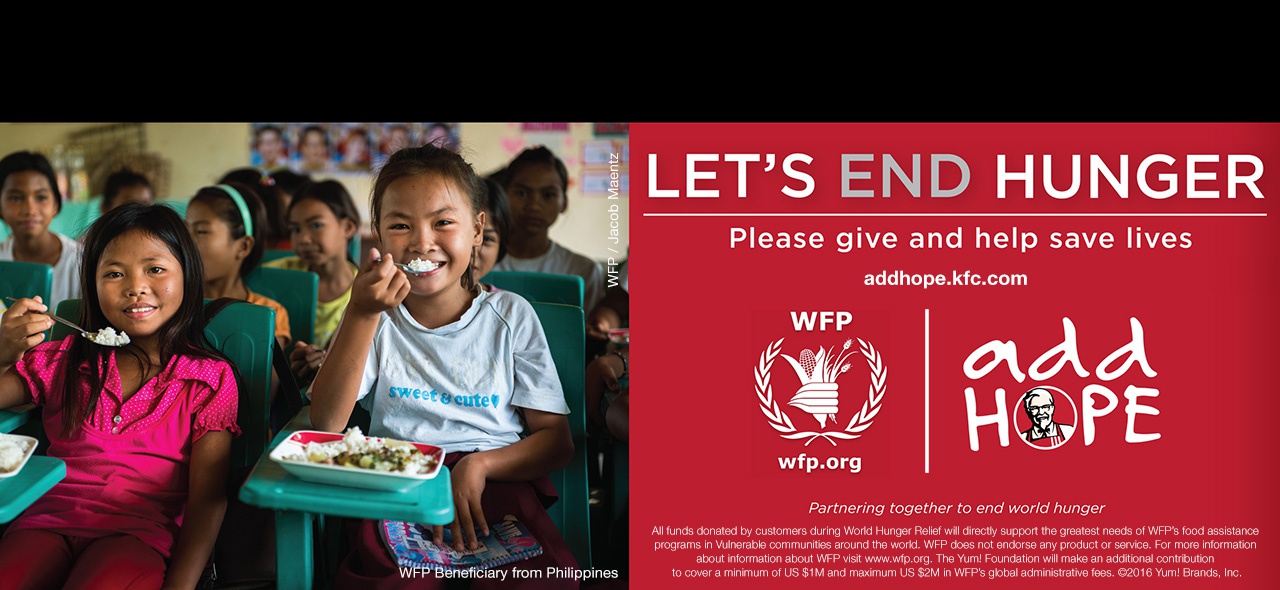 LET'S END HUNGER
Please give and help save lives
addhope.kfc.com
WFP
wfp.org
add
HOPE
Partnering together to end world hunger
All funds donated by customers during World Hunger Relief will directly support the greatest needs of WFP's food assistance
programs in Vulnerable communities around the world. WFP does not endorse any product or service. For more information
about information about WFP visit www.wfp.org. The Yum! Foundation will make an additional contribution
to cover a minimum of US $1M and maximum US $2M in WFP's global administrative fees. ©2016 Yum! Brands, Inc.
WFP / Jacob Maentz
sweet & cute
WFP Beneficiary from Philippines